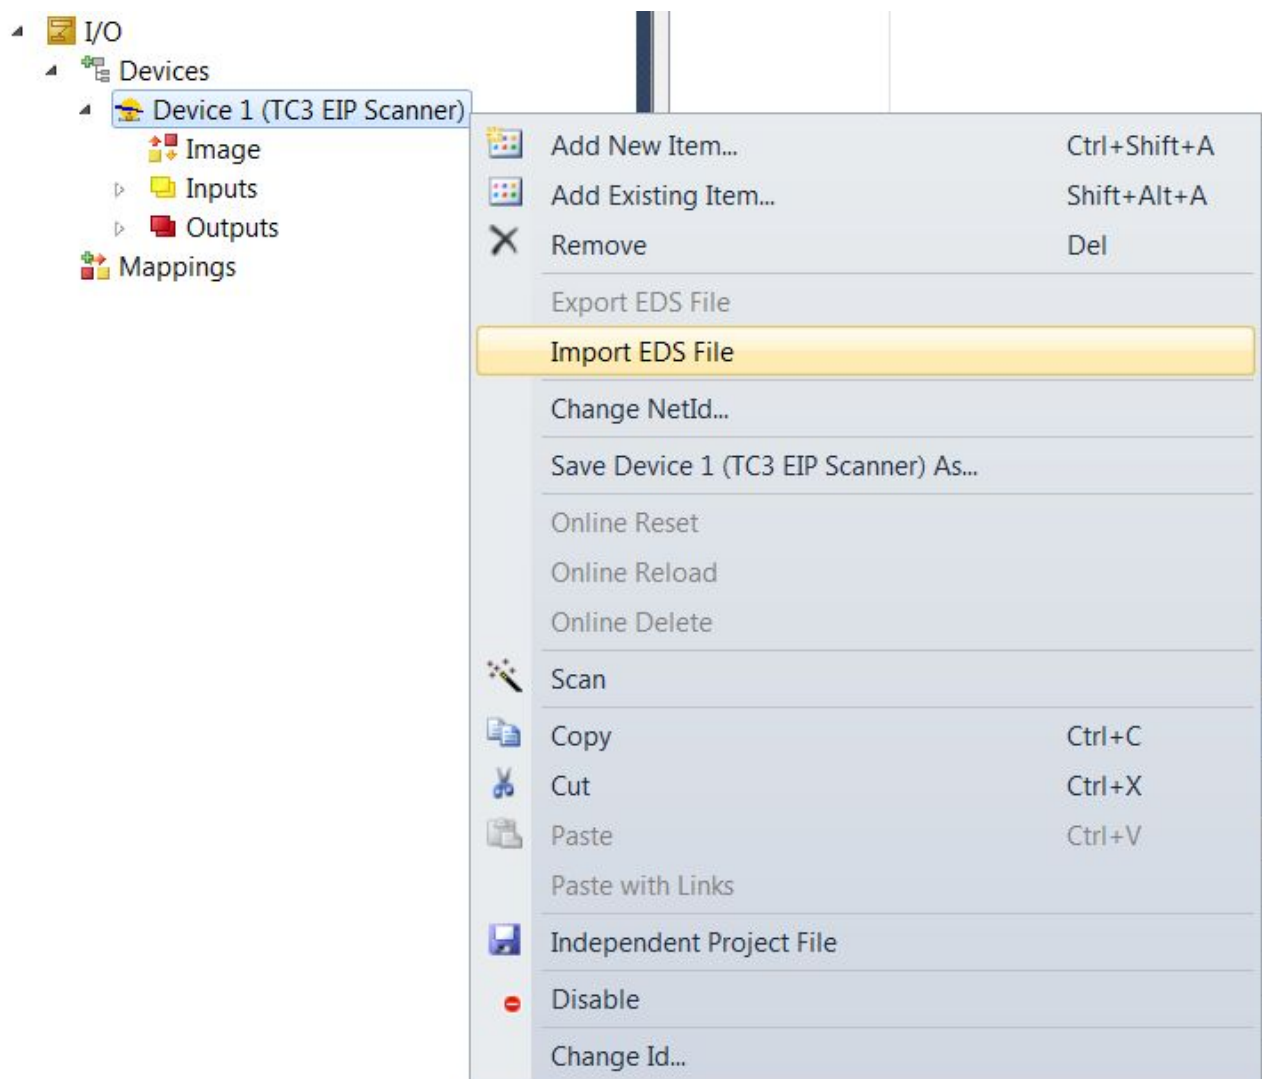 I/O
Devices
Device 1 (TC3 EIP Scanner)
Image
Inputs
Outputs
Mappings
Add New Item... Ctrl+Shift+A
Add Existing Item... Shift+Alt+A
Remove Del
Export EDS File
Import EDS File
Change NetId...
Save Device 1 (TC3 EIP Scanner) As...
Online Reset
Online Reload
Online Delete
Scan
Copy Ctrl+C
Cut Ctrl+X
Paste Ctrl+V
Paste with Links
Independent Project File
Disable
Change Id...